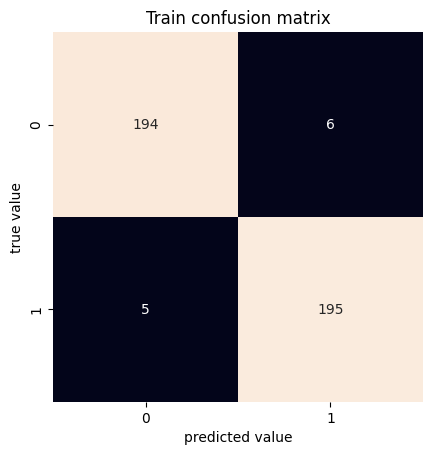 Train confusion matrix
0
194
6
true value
1
5
195
0
1
predicted value